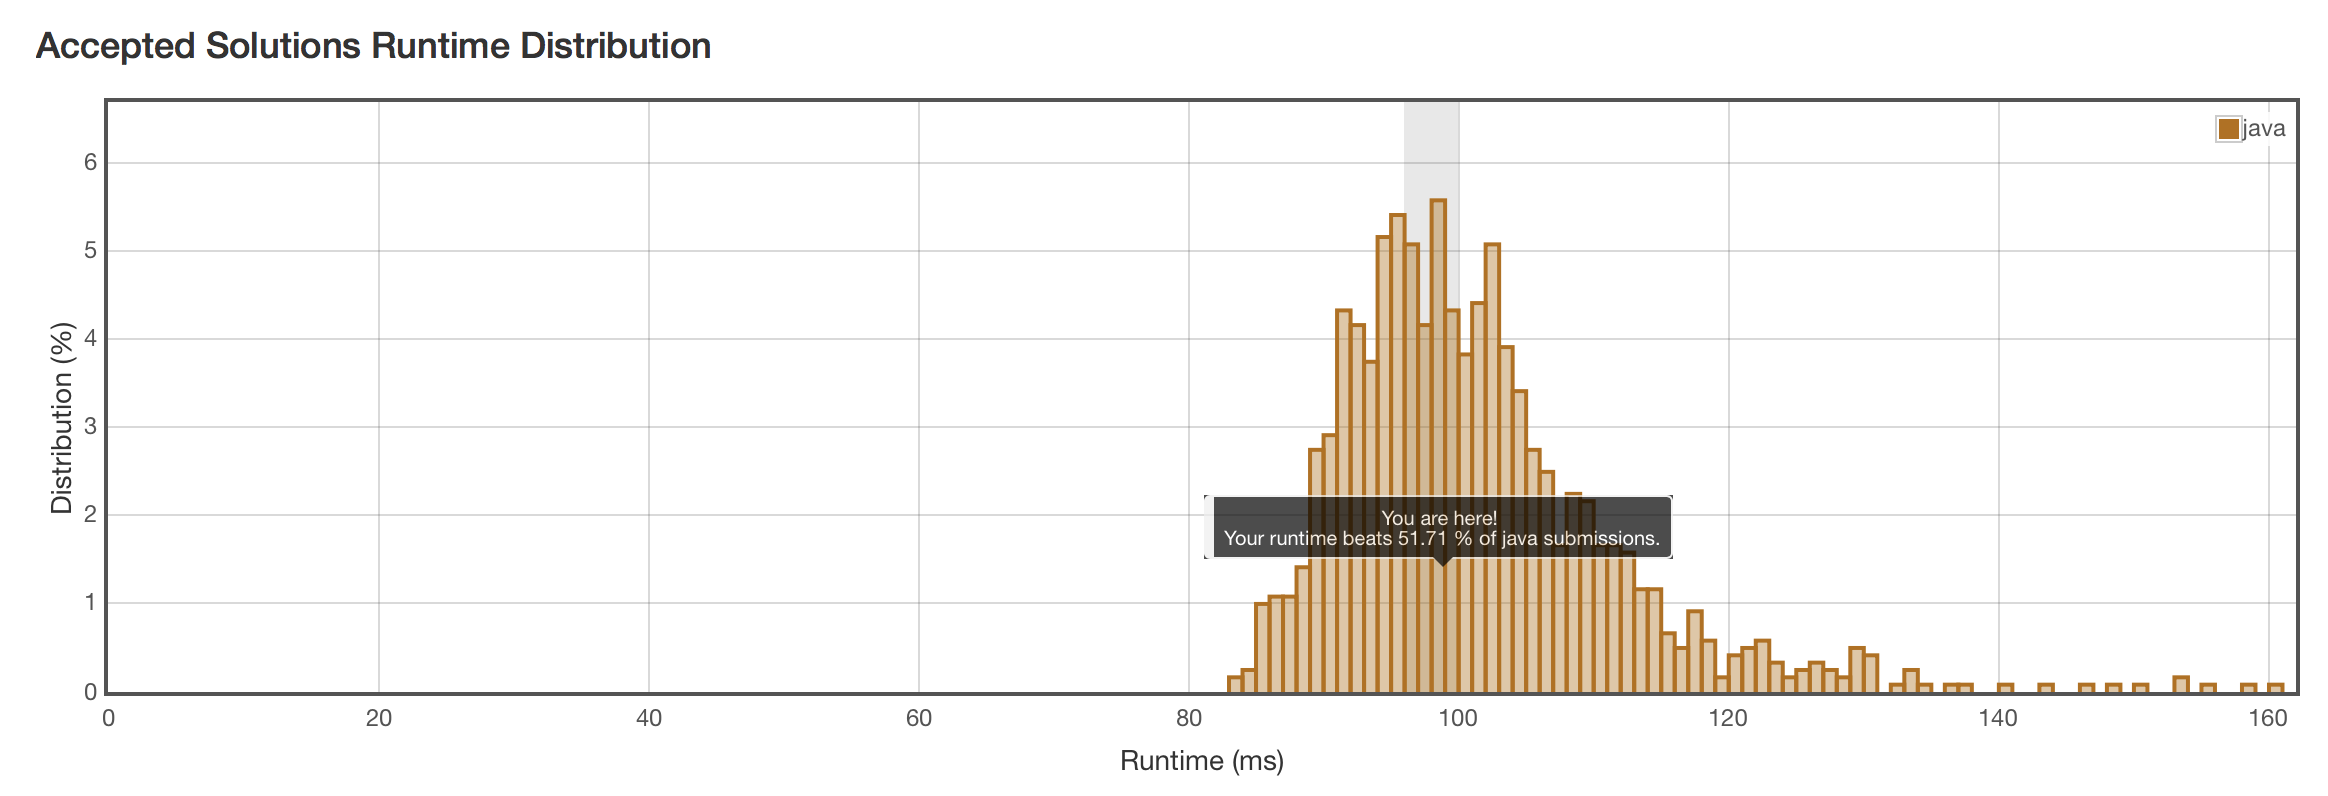 Accepted Solutions Runtime Distribution
java
6
5
4
3
2
1
0
Distribution (%)
You are here!
Your runtime beats 51.71 % of java submissions.
0 20 40 60 80 100 120 140 160
Runtime (ms)